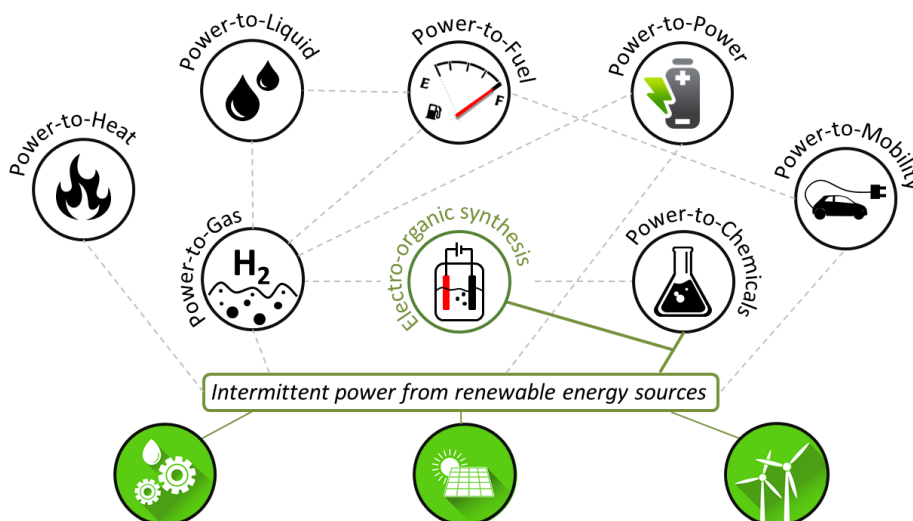 Power-to-Liquid
Power-to-Fuel
Power-to-Power
E
F
Power-to-Heat
Power-to-Mobility
Power-to-Gas
H2
Electro-organic synthesis
Power-to-Chemicals
Intermittent power from renewable energy sources